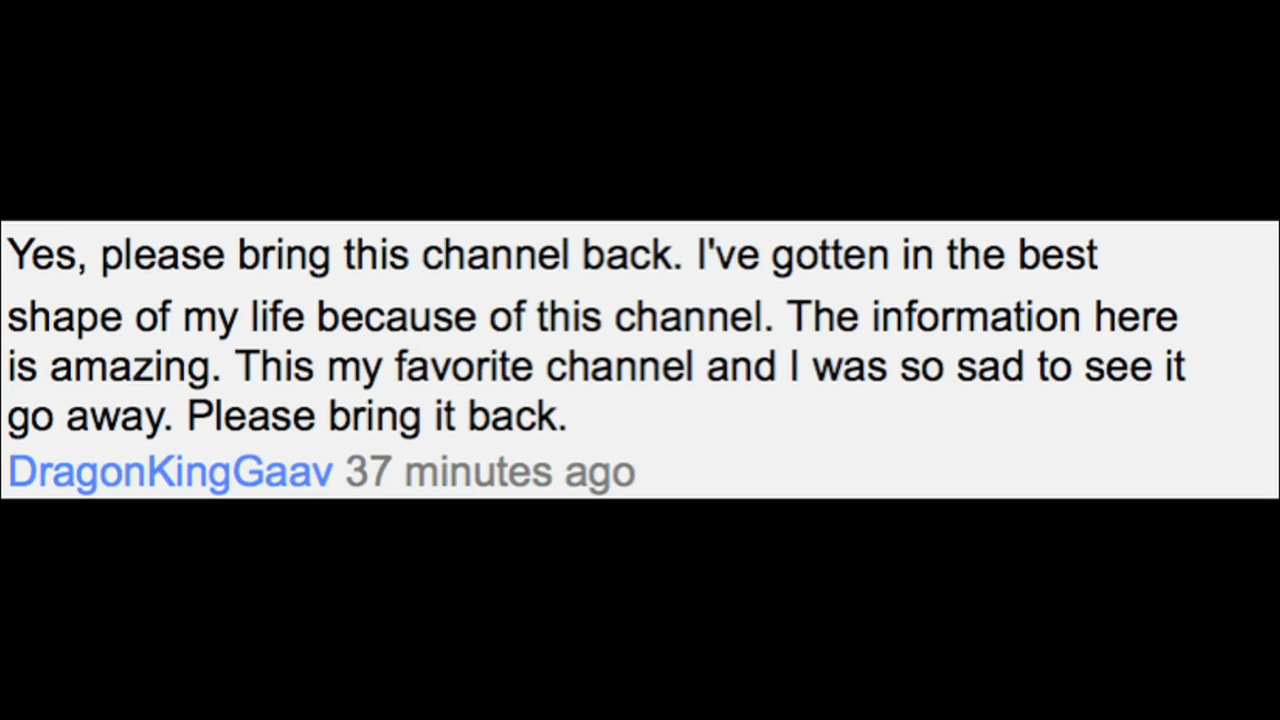 Yes, please bring this channel back. I've gotten in the best
shape of my life because of this channel. The information here
is amazing. This my favorite channel and I was so sad to see it
go away. Please bring it back.
DragonKingGaav 37 minutes ago